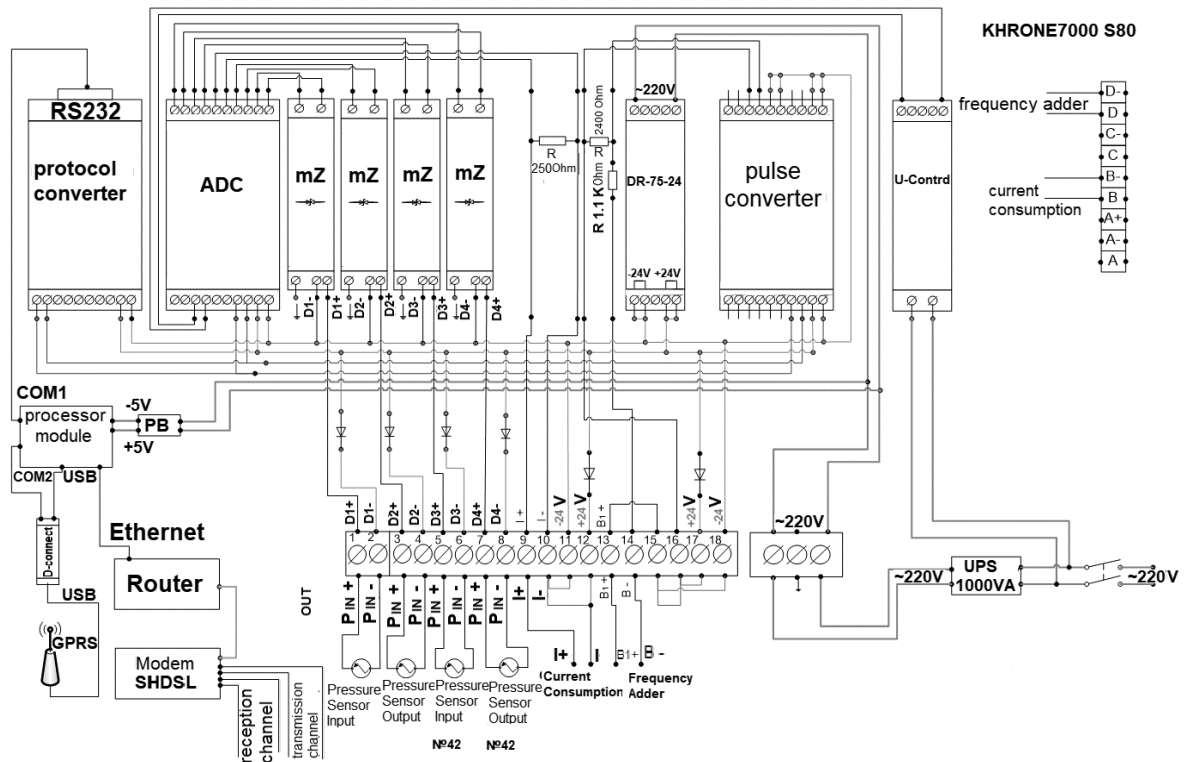 KHRONE7000 S80
RS232
protocol
converter
ADC
mZ
mZ
mZ
mZ
R
250Ohm
2400 Ohm
R
R 1.1 K Ohm
~220V
DR-75-24
-24V +24V
pulse
converter
U-Contrd
frequency adder
current
consumption
D-
D
C-
C
B-
B
A+
A-
A
D1-
D1+
D2-
D2+
D3-
D3+
D4-
D4+
COM1
processor
module
-5V
PB
+5V
COM2
USB
Ethernet
D-connect
Router
USB
GPRS
Modem
SHDSL
reception
channel
transmission
channel
D1+
D1-
D2+
D2-
D3+
D3-
D4+
D4-
I+
I-
-24 V
+24 V
B1+
+24 V
-24 V
1 2 3 4 5 6 7 8 9 10 11 12 13 14 15 16 17 18
OUT
PIN +
PIN -
PIN +
PIN -
PIN +
PIN -
PIN +
PIN -
I+
I-
B1+
B-
I+
I
B1+
B -
Pressure
Sensor
Input
Pressure
Sensor
Output
Pressure
Sensor
Input
№42
Pressure
Sensor
Output
№42
Current
Consumption
Frequency
Adder
~220V
~220V
UPS
1000VA
~220V